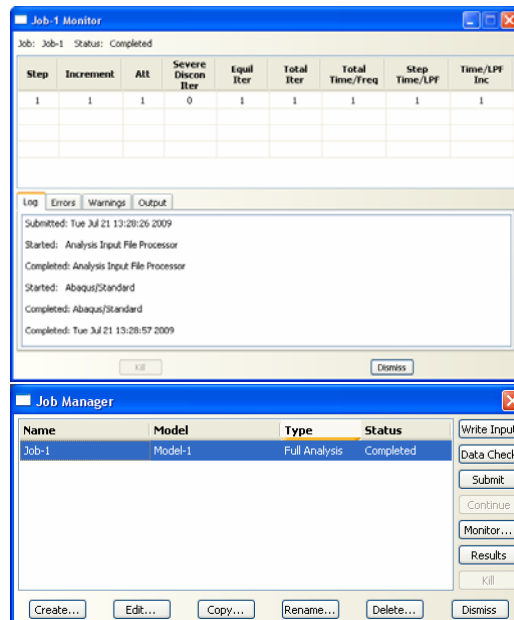 Job-1 Monitor
Job: Job-1 Status: Completed
Step Increment Att Severe Discon Iter Equil Iter Total Iter Total Time/Freq Step Time/LPF Time/LPF Inc
1 1 1 0 1 1 1 1 1
Log Errors Warnings Output
Submitted: Tue Jul 21 13:28:26 2009
Started: Analysis Input File Processor
Completed: Analysis Input File Processor
Started: Abaqus/Standard
Completed: Abaqus/Standard
Completed: Tue Jul 21 13:28:57 2009
Kill Dismiss
Job Manager
Name Model Type Status
Job-1 Model-1 Full Analysis Completed
Write Input
Data Check
Submit
Continue
Monitor...
Results
Kill
Create... Edit... Copy... Rename... Delete... Dismiss